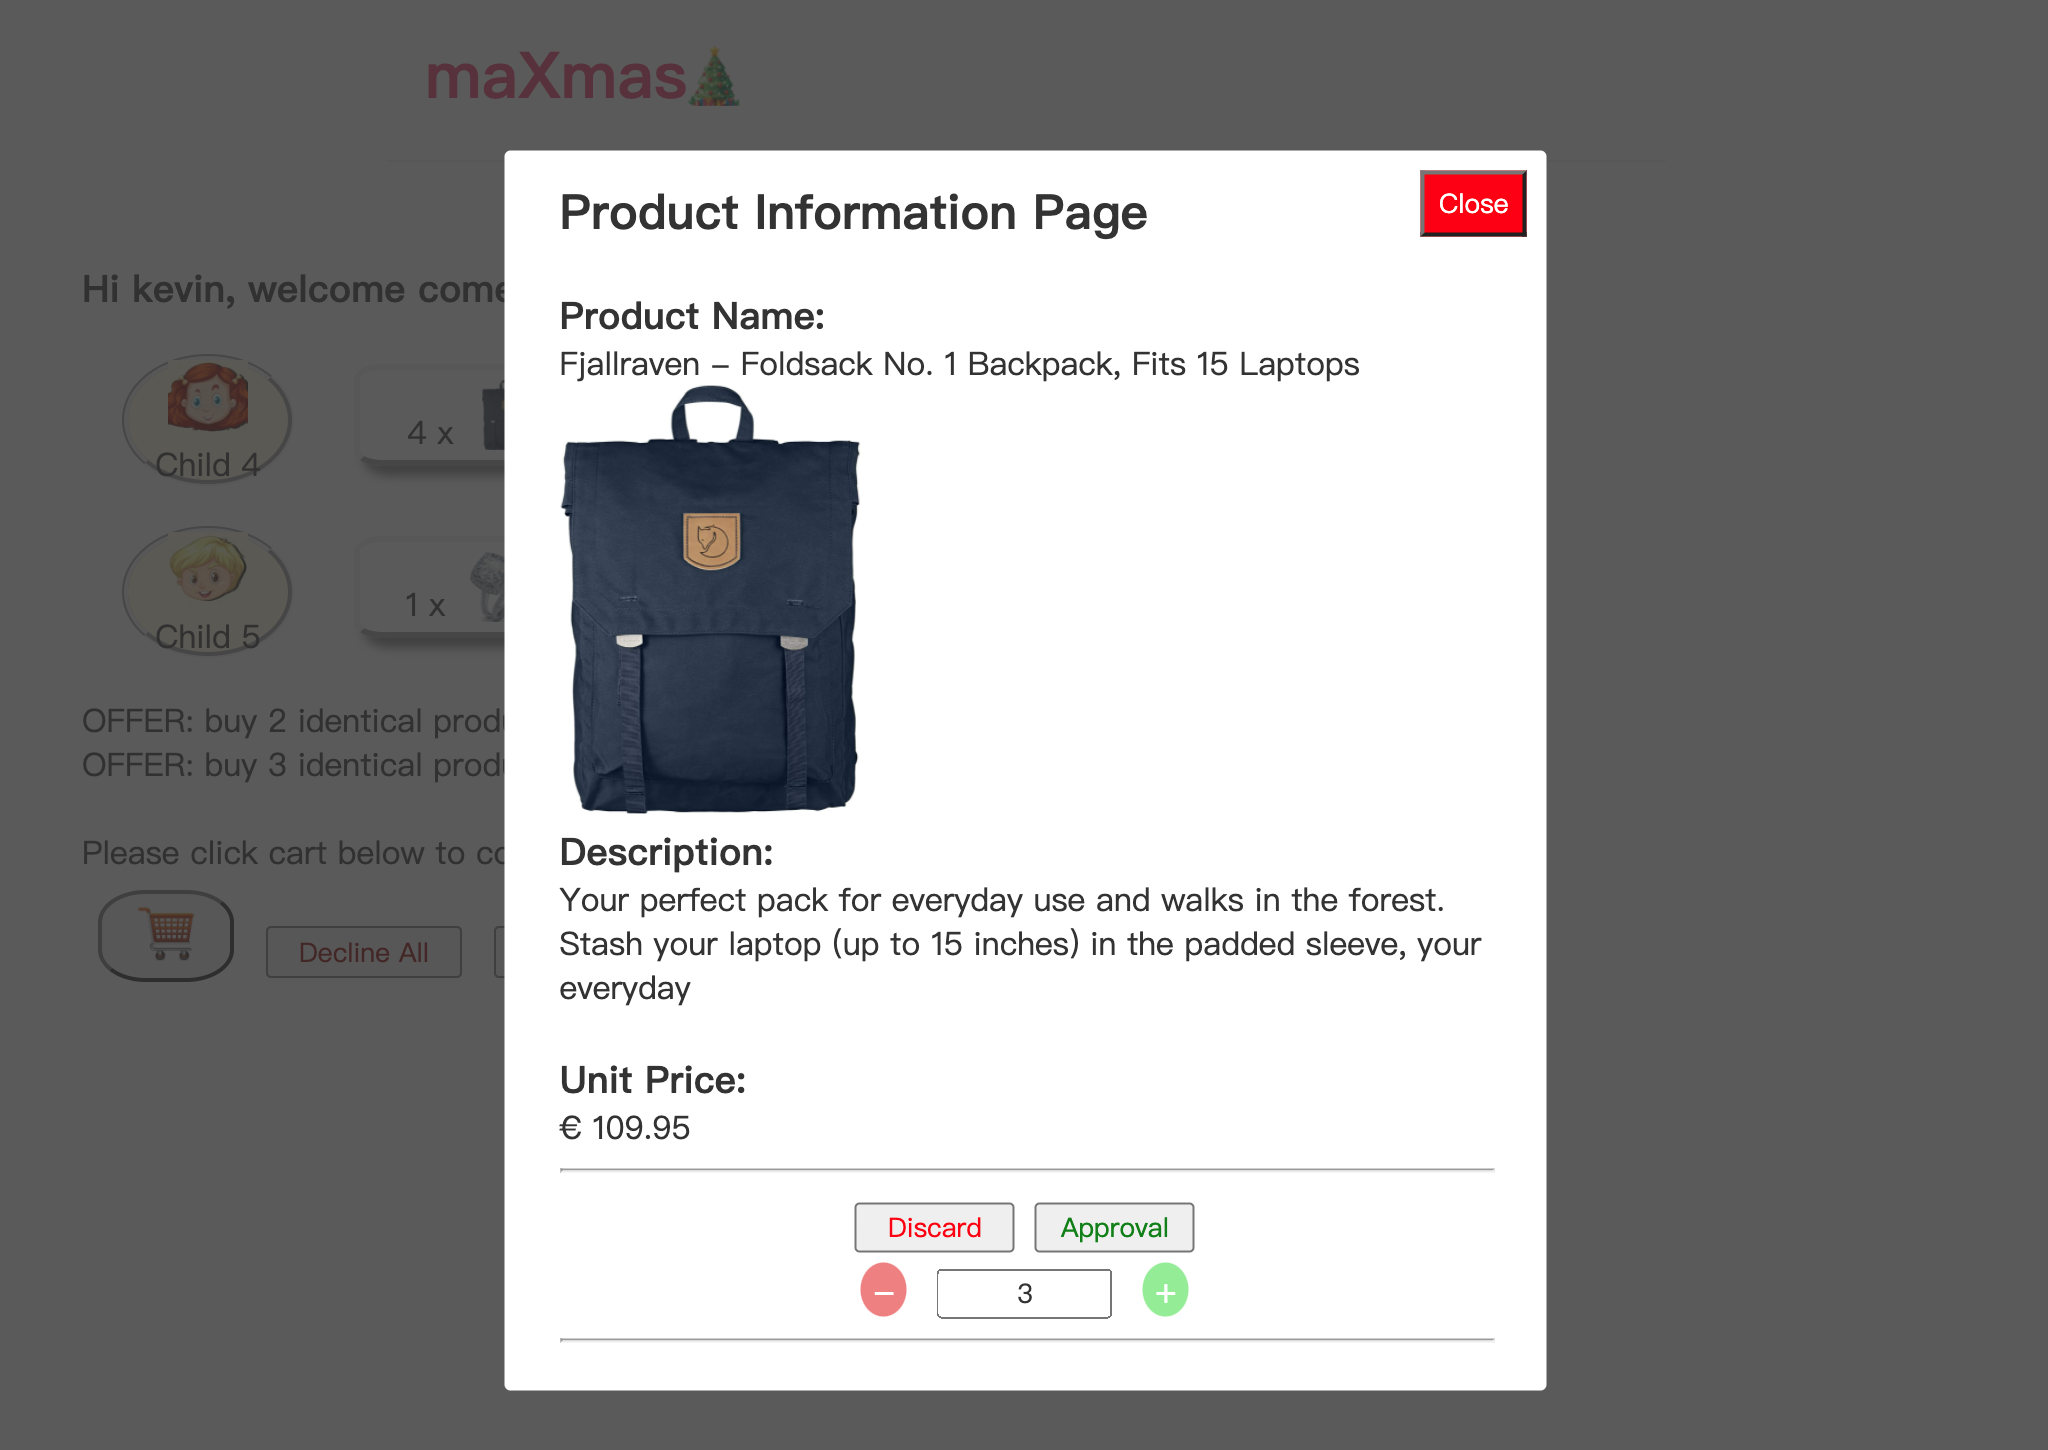 maXmas
Product Information Page
Close
Hi kevin, welcome come
Product Name:
Fjallraven – Foldsack No. 1 Backpack, Fits 15 Laptops
4 x
Child 4
1 x
Child 5
OFFER: buy 2 identical produ
OFFER: buy 3 identical produ
Please click cart below to co
Decline All
Description:
Your perfect pack for everyday use and walks in the forest.
Stash your laptop (up to 15 inches) in the padded sleeve, your
everyday
Unit Price:
€ 109.95
Discard
Approval
– 3 +